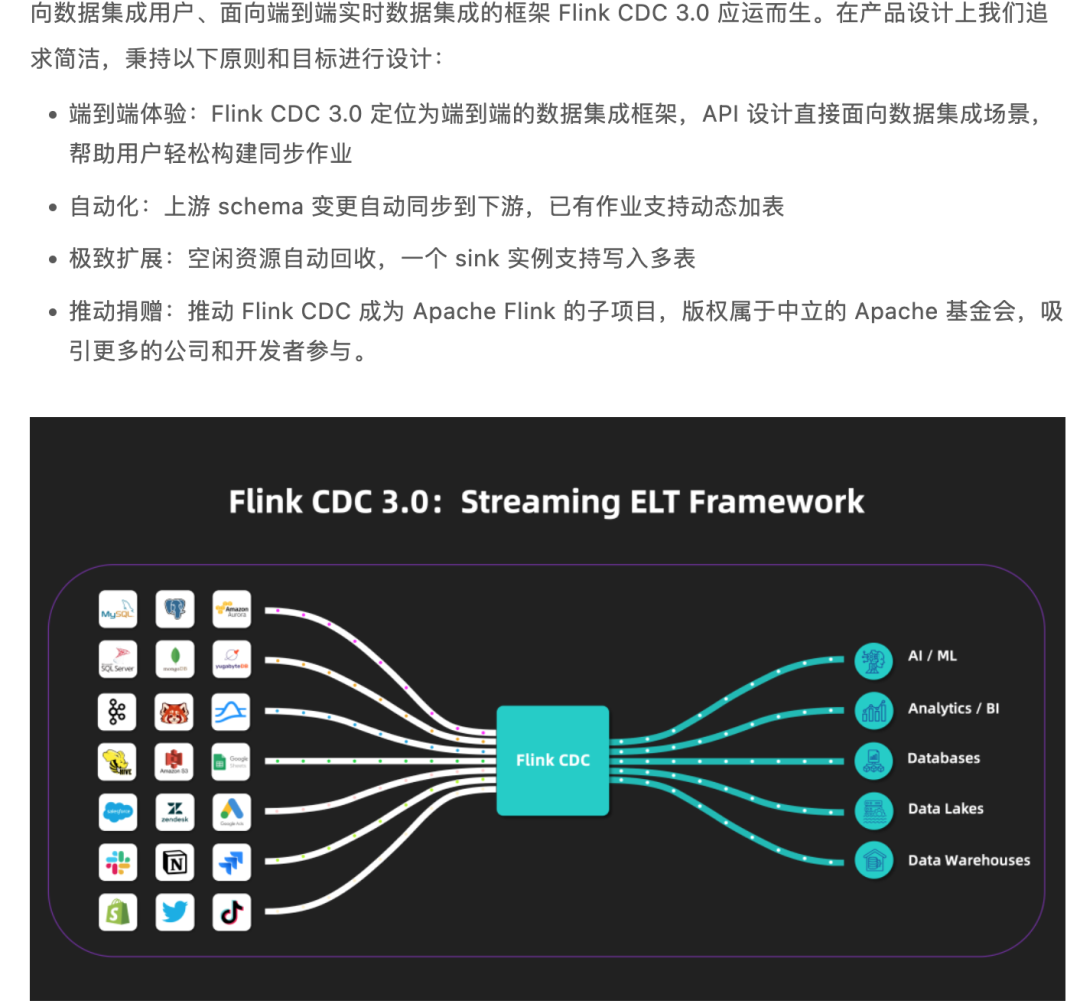 向数据集成用户、面向端到端实时数据集成的框架 Flink CDC 3.0 应运而生。在产品设计上我们追
求简洁，秉持以下原则和目标进行设计：
• 端到端体验：Flink CDC 3.0 定位为端到端的数据集成框架，API 设计直接面向数据集成场景，
帮助用户轻松构建同步作业
• 自动化：上游 schema 变更自动同步到下游，已有作业支持动态加表
• 极致扩展：空闲资源自动回收，一个 sink 实例支持写入多表
• 推动捐赠：推动 Flink CDC 成为 Apache Flink 的子项目，版权属于中立的 Apache 基金会，吸
引更多的公司和开发者参与。
Flink CDC 3.0：Streaming ELT Framework
MySQL
Amazon Aurora
SQL Server
mongoDB
yugabyteDB
HIVE
Amazon S3
Google Sheets
salesforce
zendesk
Google Ads
Flink CDC
AI / ML
Analytics / BI
Databases
Data Lakes
Data Warehouses